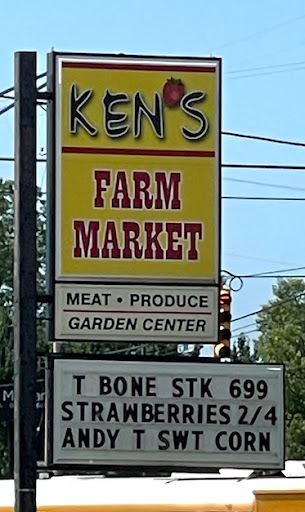 KEN'S
FARM
MARKET
MEAT • PRODUCE
GARDEN CENTER
T BONE STK 699
STRAWBERRIES 2/4
ANDY T SWT CORN